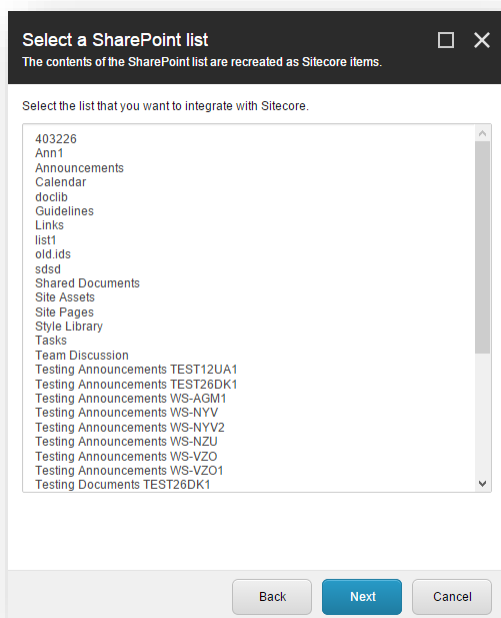 Select a SharePoint list
The contents of the SharePoint list are recreated as Sitecore items.
Select the list that you want to integrate with Sitecore.
403226
Ann1
Announcements
Calendar
doclib
Guidelines
Links
list1
old.ids
sdsd
Shared Documents
Site Assets
Site Pages
Style Library
Tasks
Team Discussion
Testing Announcements TEST12UA1
Testing Announcements TEST26DK1
Testing Announcements WS-AGM1
Testing Announcements WS-NYV
Testing Announcements WS-NYV2
Testing Announcements WS-NZU
Testing Announcements WS-VZO
Testing Announcements WS-VZO1
Testing Documents TEST26DK1
Back
Next
Cancel